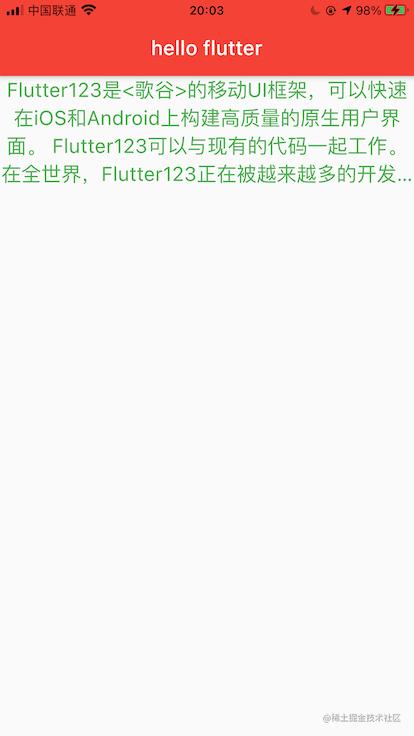 中国联通 20:03 98%
hello flutter
Flutter123是<歌谷>的移动UI框架，可以快速
在iOS和Android上构建高质量的原生用户界
面。 Flutter123可以与现有的代码一起工作。
在全世界，Flutter123正在被越来越多的开发...
@稀土掘金技术社区